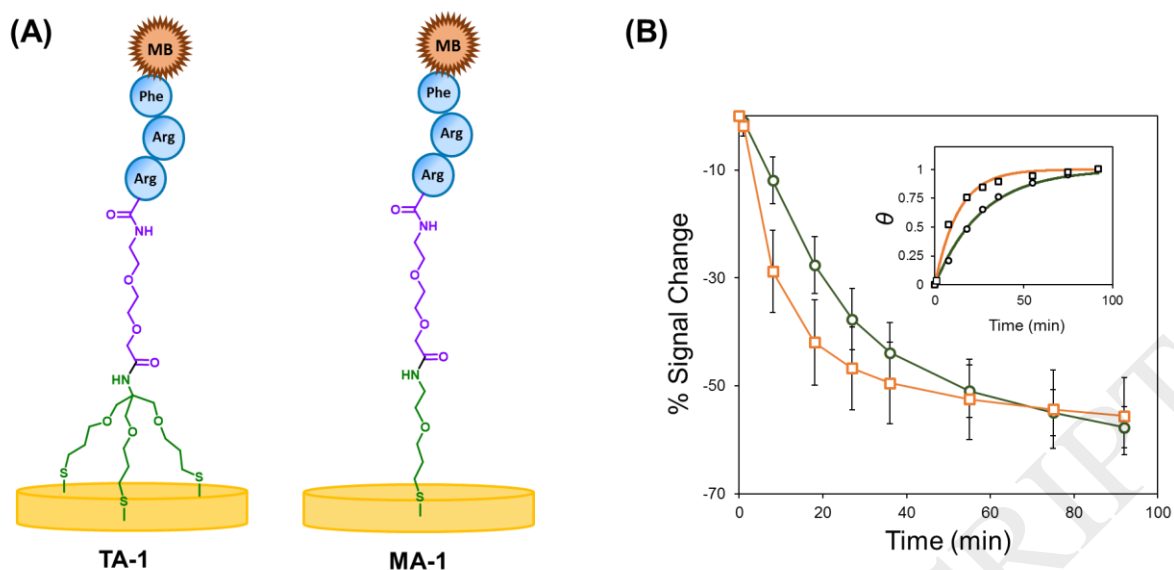 (A)
MB
Phe
Arg
Arg
O
NH
O
O
O
HN
O
O
O
S
S
S
TA-1
MB
Phe
Arg
Arg
O
NH
O
O
O
HN
O
S
MA-1
(B)
% Signal Change
-10
-30
-50
-70
0
20
40
60
80
100
Time (min)
θ
1
0.75
0.5
0.25
0
0
50
100
Time (min)
RIPT